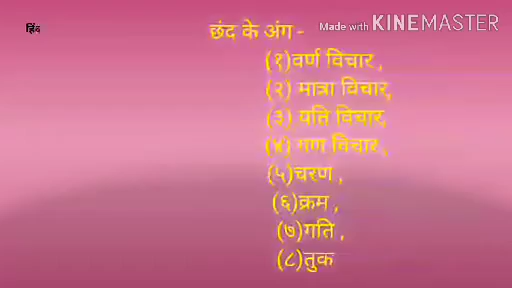 हिंद
छंद के अंग -
Made with KINEMASTER
(१)वर्ण विचार ,
(२) मात्रा विचार,
(३) यति विचार,
(४) गण विचार ,
(५)चरण ,
(६)क्रम ,
(७)गति ,
(८)तुक